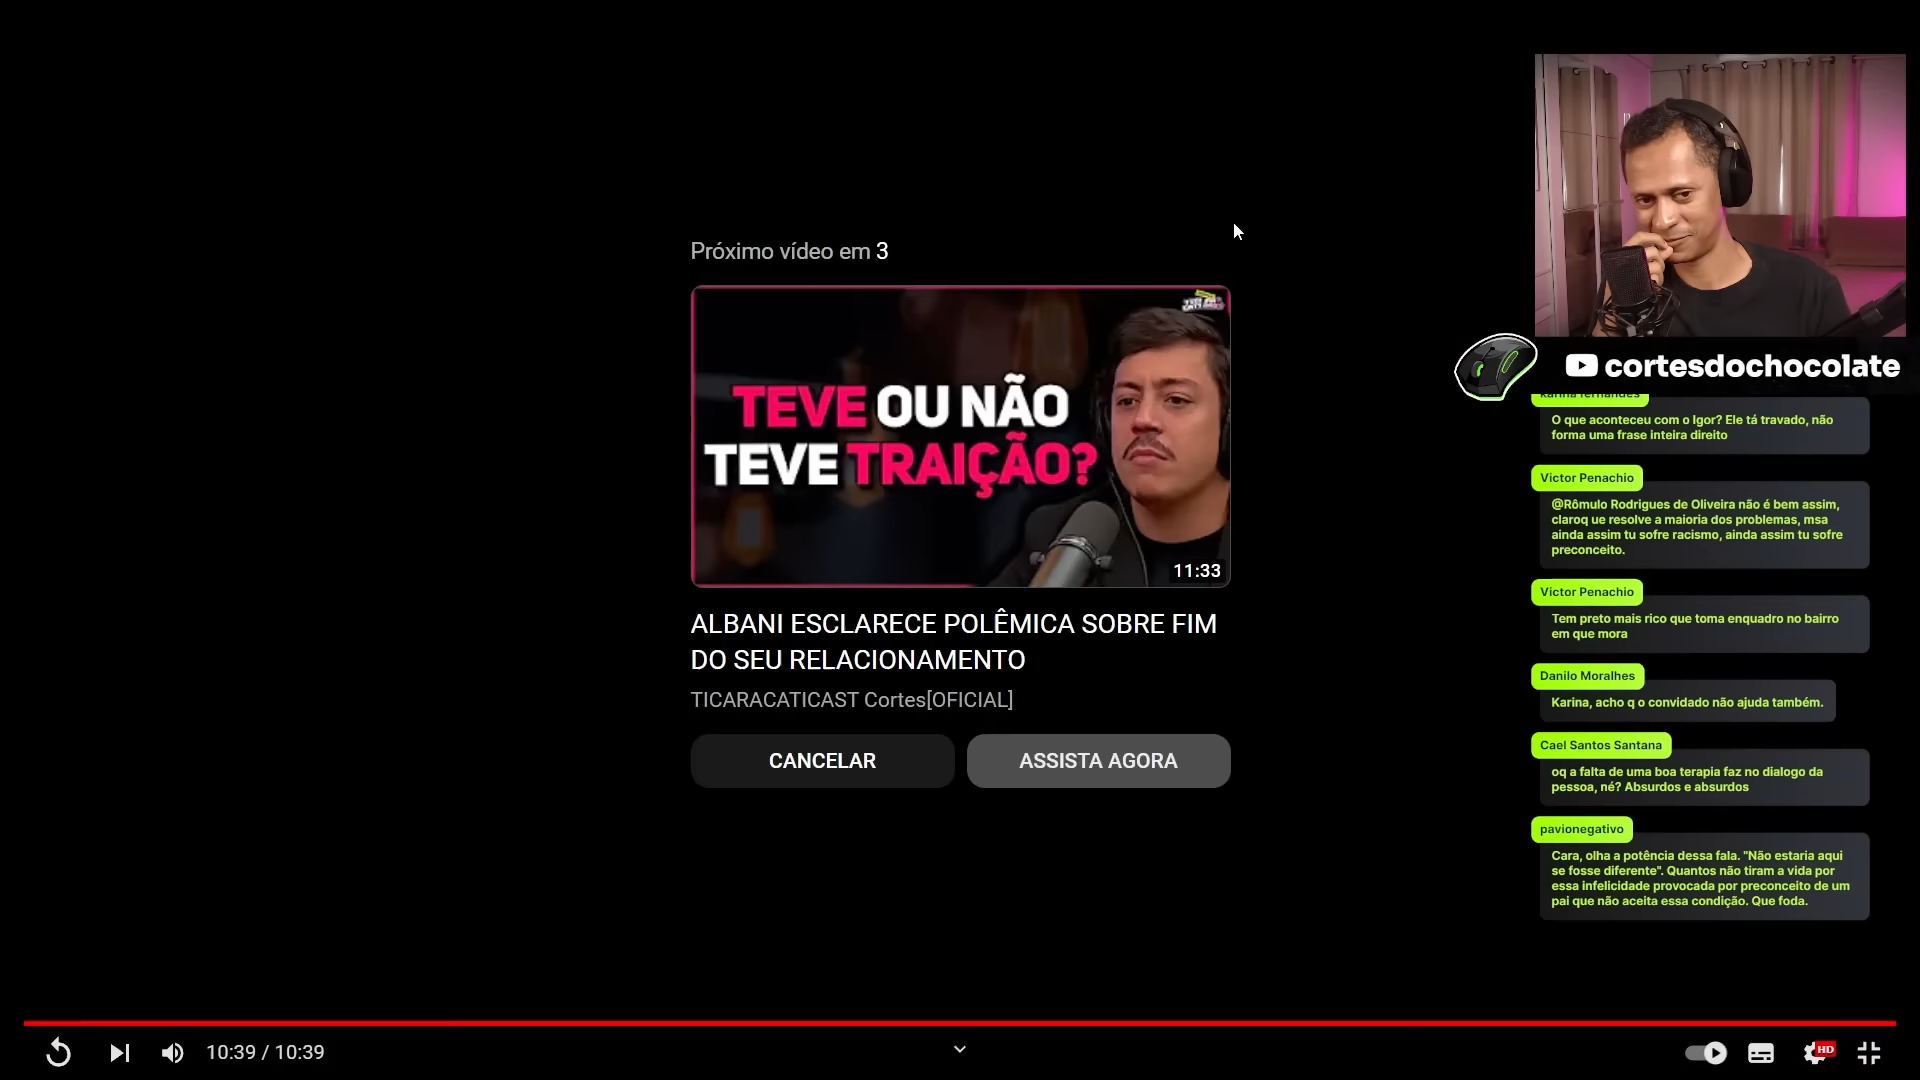 Próximo vídeo em 3
TEVE OU NÃO
TEVE TRAIÇÃO?
11:33
ALBANI ESCLARECE POLÊMICA SOBRE FIM
DO SEU RELACIONAMENTO
TICARACATICAST Cortes[OFICIAL]
CANCELAR
ASSISTA AGORA
cortesdochocolate
karina fernandes
O que aconteceu com o Igor? Ele tá travado, não
forma uma frase inteira direito
Victor Penachio
@Rômulo Rodrigues de Oliveira não é bem assim,
claroq ue resolve a maioria dos problemas, msa
ainda assim tu sofre racismo, ainda assim tu sofre
preconceito.
Victor Penachio
Tem preto mais rico que toma enquadro no bairro
em que mora
Danilo Moralhes
Karina, acho q o convidado não ajuda também.
Cael Santos Santana
oq a falta de uma boa terapia faz no dialogo da
pessoa, né? Absurdos e absurdos
pavionegativo
Cara, olha a potência dessa fala. "Não estaria aqui
se fosse diferente". Quantos não tiram a vida por
essa infelicidade provocada por preconceito de um
pai que não aceita essa condição. Que foda.
10:39 / 10:39
HD